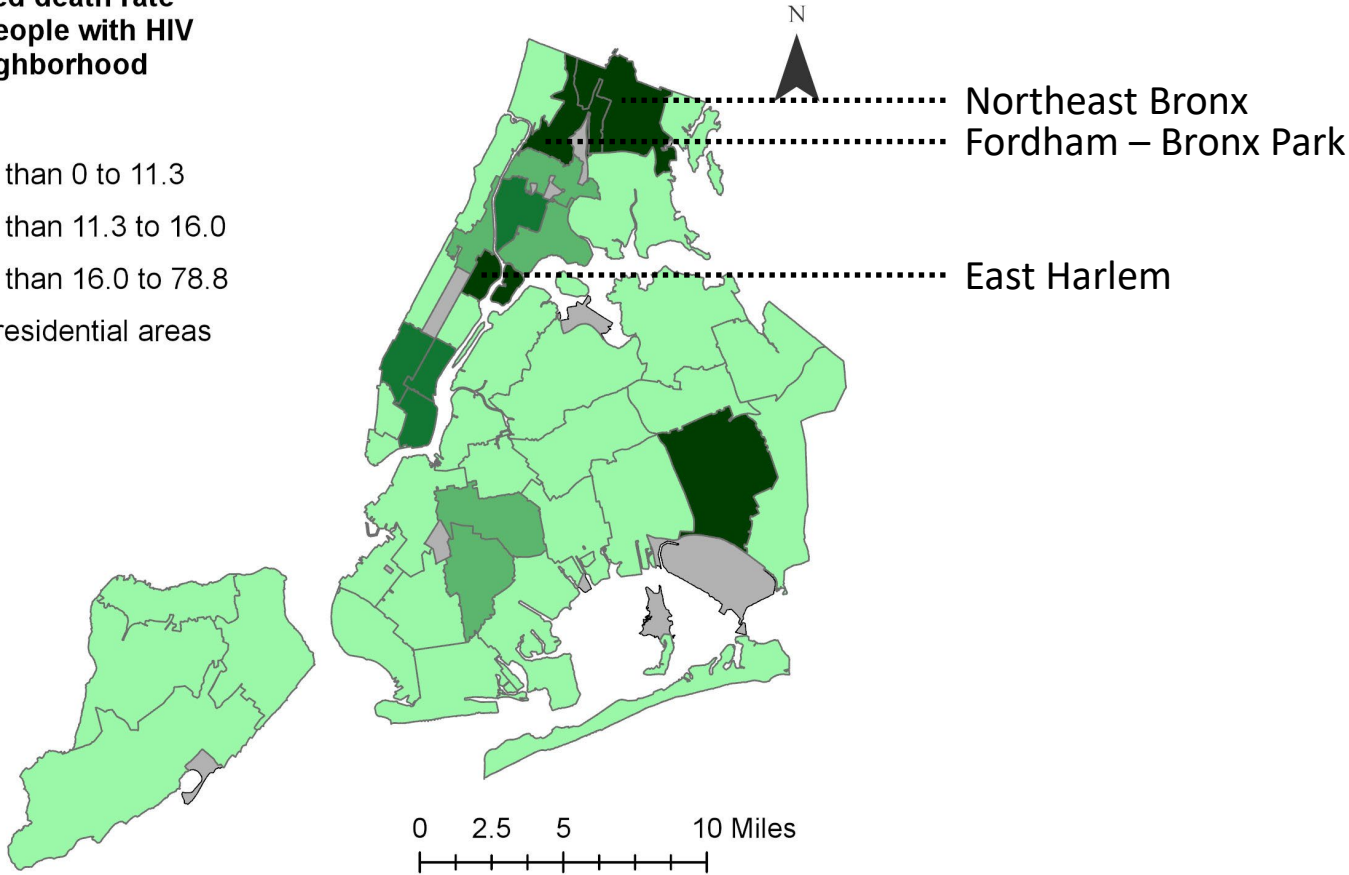 ed death rate
eople with HIV
ghborhood
than 0 to 11.3
than 11.3 to 16.0
than 16.0 to 78.8
residential areas
N
Northeast Bronx
Fordham – Bronx Park
East Harlem
0 2.5 5 10 Miles